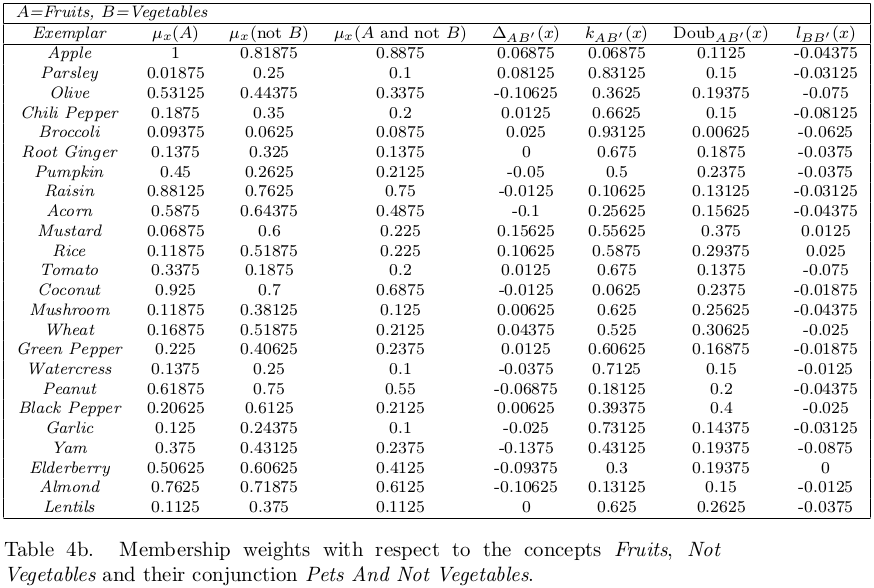 A=Fruits, B=Vegetables
Exemplar μx(A) μx(not B) μx(A and not B) ΔAB′(x) kAB′(x) DoubAB′(x) lBB′(x)
Apple 1 0.81875 0.8875 0.06875 0.06875 0.1125 -0.04375
Parsley 0.01875 0.25 0.1 0.08125 0.83125 0.15 -0.03125
Olive 0.53125 0.44375 0.3375 -0.10625 0.3625 0.19375 -0.075
Chili Pepper 0.1875 0.35 0.2 0.0125 0.6625 0.15 -0.08125
Broccoli 0.09375 0.0625 0.0875 0.025 0.93125 0.00625 -0.0625
Root Ginger 0.1375 0.325 0.1375 0 0.675 0.1875 -0.0375
Pumpkin 0.45 0.2625 0.2125 -0.05 0.5 0.2375 -0.0375
Raisin 0.88125 0.7625 0.75 -0.0125 0.10625 0.13125 -0.03125
Acorn 0.5875 0.64375 0.4875 -0.1 0.25625 0.15625 -0.04375
Mustard 0.06875 0.6 0.225 0.15625 0.55625 0.375 0.0125
Rice 0.11875 0.51875 0.225 0.10625 0.5875 0.29375 0.025
Tomato 0.3375 0.1875 0.2 0.0125 0.675 0.1375 -0.075
Coconut 0.925 0.7 0.6875 -0.0125 0.0625 0.2375 -0.01875
Mushroom 0.11875 0.38125 0.125 0.00625 0.625 0.25625 -0.04375
Wheat 0.16875 0.51875 0.2125 0.04375 0.525 0.30625 -0.025
Green Pepper 0.225 0.40625 0.2375 0.0125 0.60625 0.16875 -0.01875
Watercress 0.1375 0.25 0.1 -0.0375 0.7125 0.15 -0.0125
Peanut 0.61875 0.75 0.55 -0.06875 0.18125 0.2 -0.04375
Black Pepper 0.20625 0.6125 0.2125 0.00625 0.39375 0.4 -0.025
Garlic 0.125 0.24375 0.1 -0.025 0.73125 0.14375 -0.03125
Yam 0.375 0.43125 0.2375 -0.1375 0.43125 0.19375 -0.0875
Elderberry 0.50625 0.60625 0.4125 -0.09375 0.3 0.19375 0
Almond 0.7625 0.71875 0.6125 -0.10625 0.13125 0.15 -0.0125
Lentils 0.1125 0.375 0.1125 0 0.625 0.2625 -0.0375
Table 4b. Membership weights with respect to the concepts Fruits, Not
Vegetables and their conjunction Pets And Not Vegetables.